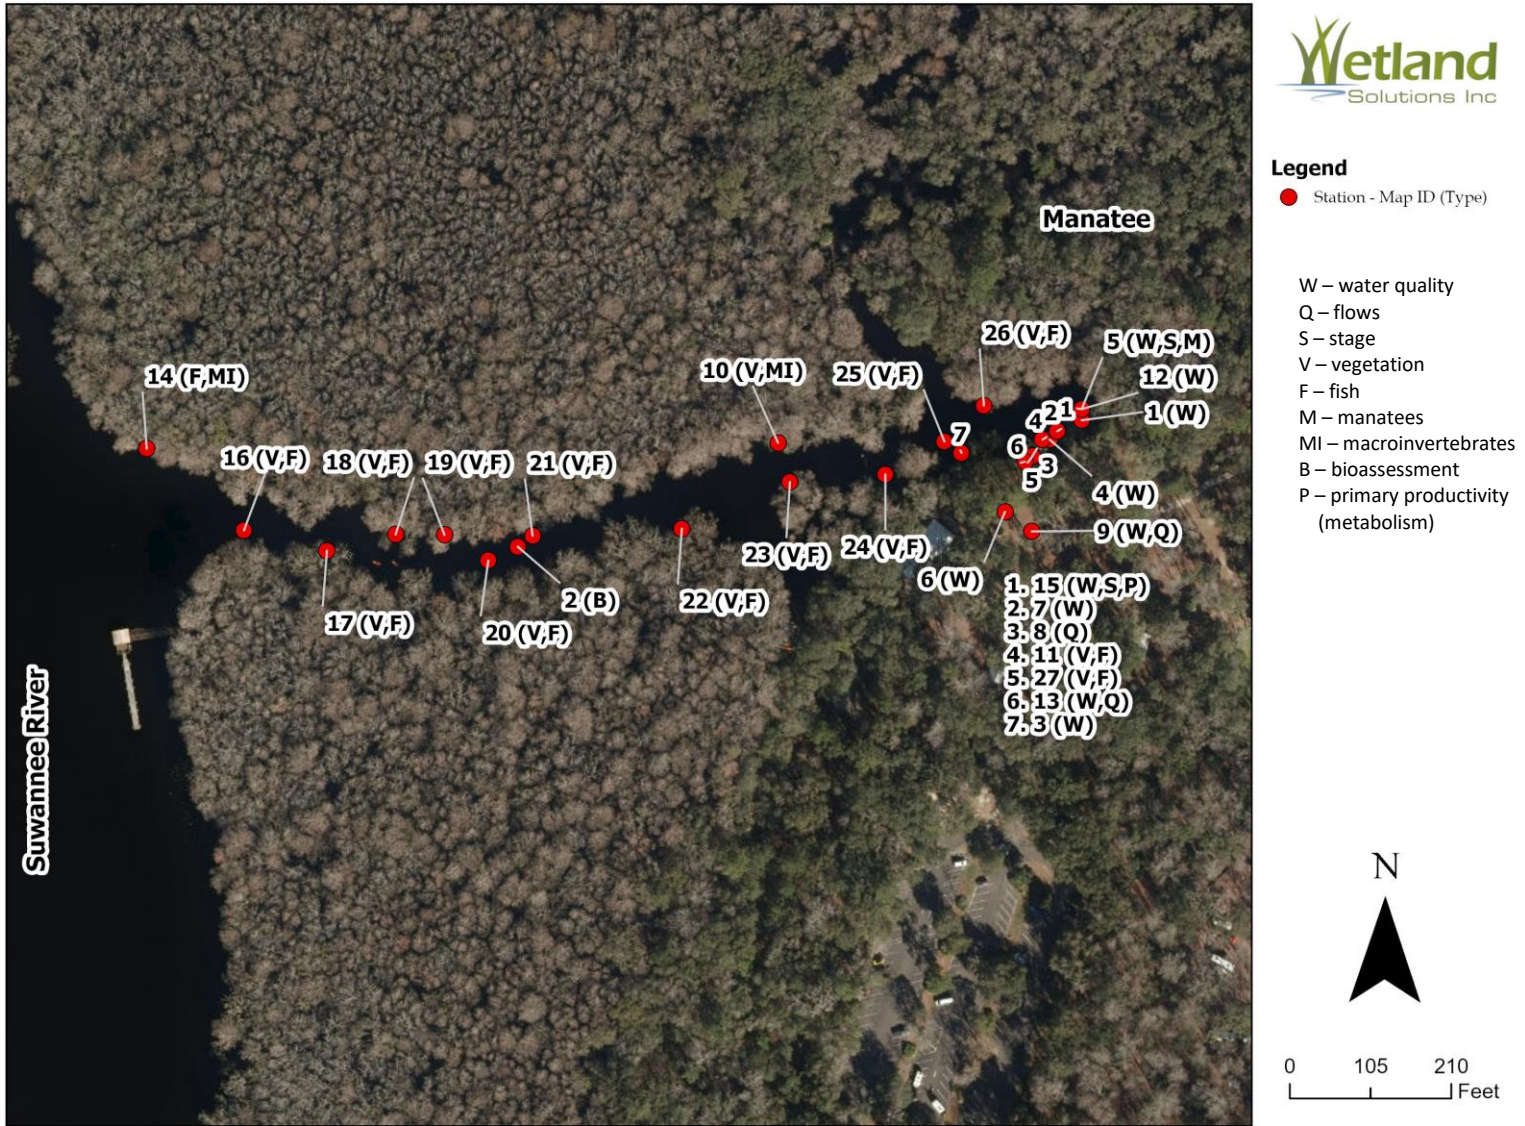 Wetland
Solutions Inc
Legend
Station - Map ID (Type)
W – water quality
Q – flows
S – stage
V – vegetation
F – fish
M – manatees
MI – macroinvertebrates
B – bioassessment
P – primary productivity
(metabolism)
Manatee
26 (V,F)
5 (W,S,M)
12 (W)
1 (W)
14 (F,MI)
10 (V,MI)
25 (V,F)
4 2 1
7
6
3
5
16 (V,F)
18 (V,F)
19 (V,F)
21 (V,F)
4 (W)
9 (W,Q)
23 (V,F)
24 (V,F)
6 (W)
17 (V,F)
20 (V,F)
2 (B)
22 (V,F)
1. 15 (W,S,P)
2. 7 (W)
3. 8 (Q)
4. 11 (V,F)
5. 27 (V,F)
6. 13 (W,Q)
7. 3 (W)
Suwannee River
N
0 105 210
Feet